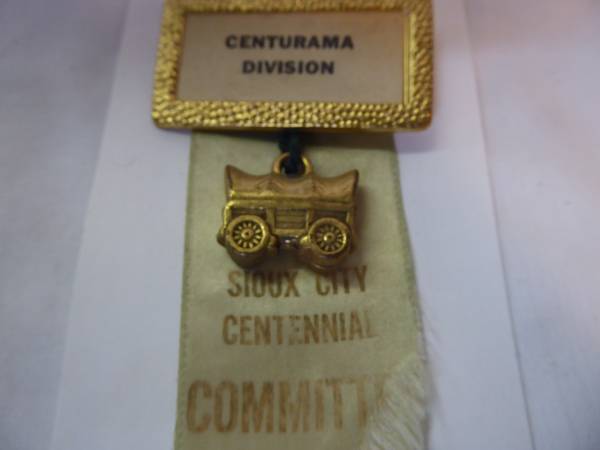 CENTURAMA
DIVISION
SIOUX CITY
CENTENNIAL
COMMITT